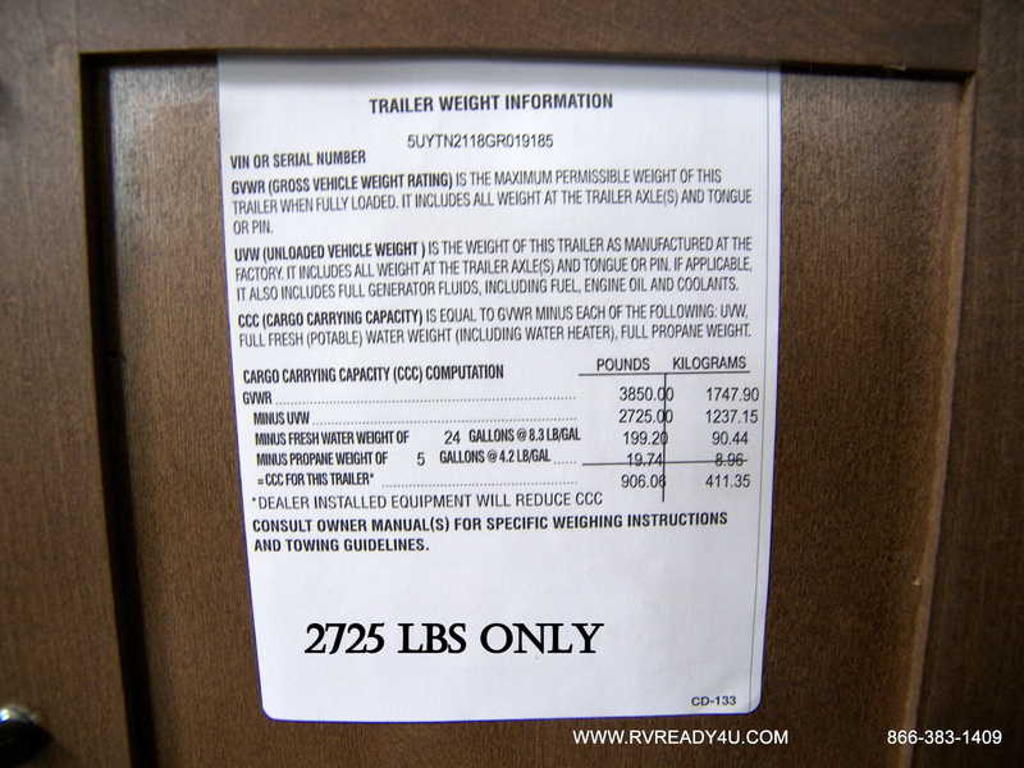 TRAILER WEIGHT INFORMATION
5UYTN2118GR019185
VIN OR SERIAL NUMBER
GVWR (GROSS VEHICLE WEIGHT RATING) IS THE MAXIMUM PERMISSIBLE WEIGHT OF THIS
TRAILER WHEN FULLY LOADED. IT INCLUDES ALL WEIGHT AT THE TRAILER AXLE(S) AND TONGUE
OR PIN.
UVW (UNLOADED VEHICLE WEIGHT ) IS THE WEIGHT OF THIS TRAILER AS MANUFACTURED AT THE
FACTORY. IT INCLUDES ALL WEIGHT AT THE TRAILER AXLE(S) AND TONGUE OR PIN. IF APPLICABLE,
IT ALSO INCLUDES FULL GENERATOR FLUIDS, INCLUDING FUEL, ENGINE OIL AND COOLANTS.
CCC (CARGO CARRYING CAPACITY) IS EQUAL TO GVWR MINUS EACH OF THE FOLLOWING: UVW,
FULL FRESH (POTABLE) WATER WEIGHT (INCLUDING WATER HEATER), FULL PROPANE WEIGHT.
CARGO CARRYING CAPACITY (CCC) COMPUTATION POUNDS KILOGRAMS
GVWR 3850.00 1747.90
MINUS UVW 2725.00 1237.15
MINUS FRESH WATER WEIGHT OF 24 GALLONS @ 8.3 LB/GAL 199.20 90.44
MINUS PROPANE WEIGHT OF 5 GALLONS @ 4.2 LB/GAL 19.74 8.96
= CCC FOR THIS TRAILER* 906.06 411.35
*DEALER INSTALLED EQUIPMENT WILL REDUCE CCC
CONSULT OWNER MANUAL(S) FOR SPECIFIC WEIGHING INSTRUCTIONS
AND TOWING GUIDELINES.
2725 LBS ONLY
CD-133
WWW.RVREADY4U.COM 866-383-1409